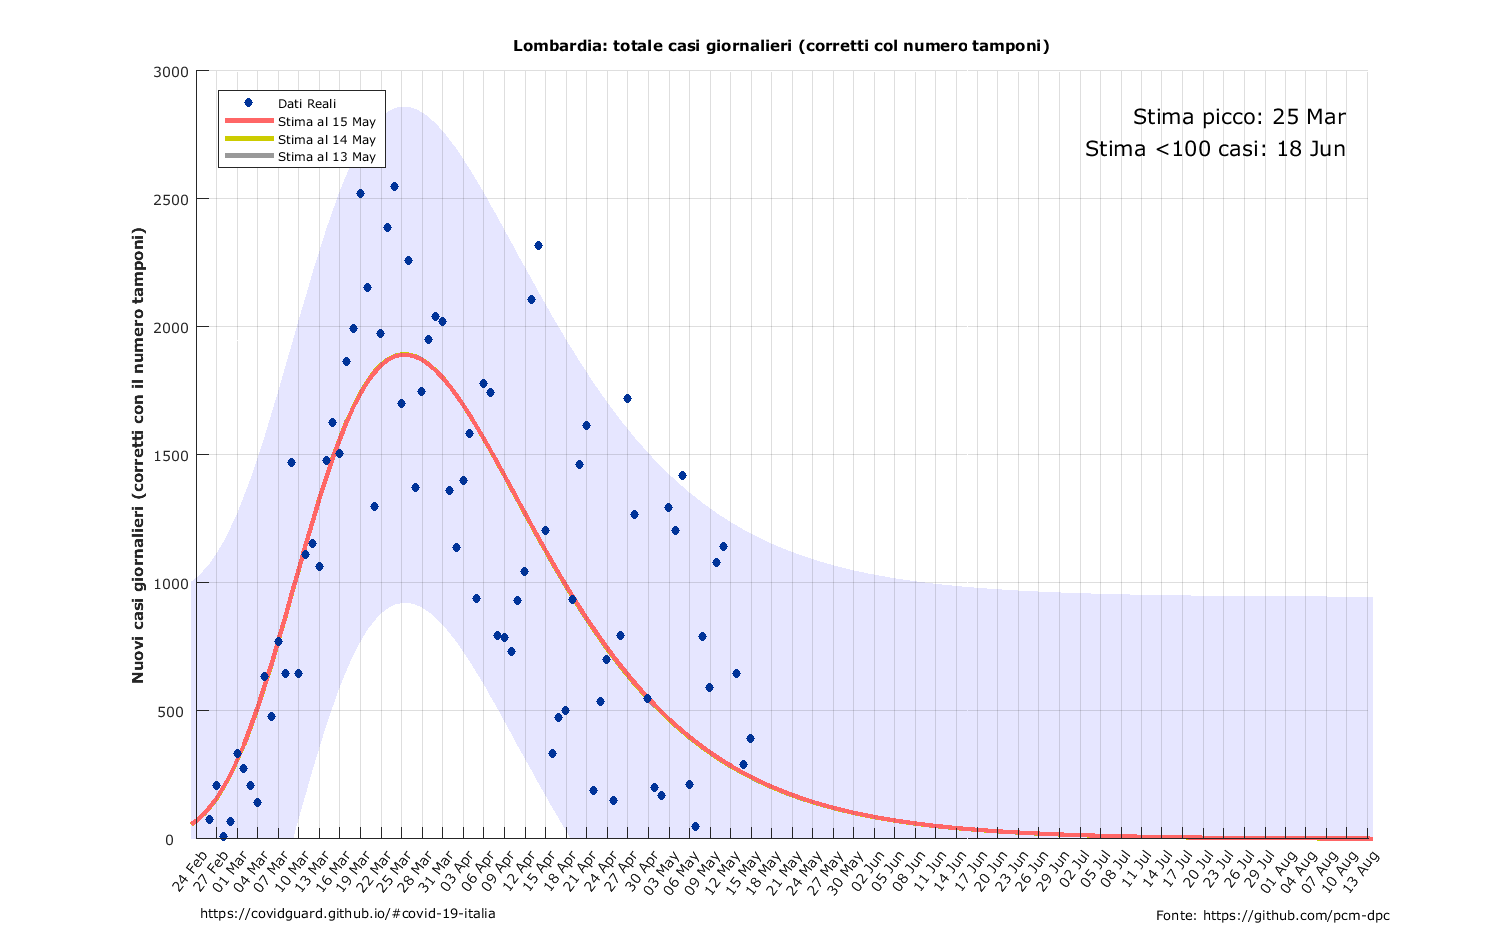 Lombardia: totale casi giornalieri (corretti col numero tamponi)
3000
2500
2000
1500
1000
500
0
Nuovi casi giornalieri (corretti con il numero tamponi)
Dati Reali
Stima al 15 May
Stima al 14 May
Stima al 13 May
Stima picco: 25 Mar
Stima <100 casi: 18 Jun
24 Feb
27 Feb
01 Mar
04 Mar
07 Mar
10 Mar
13 Mar
16 Mar
19 Mar
22 Mar
25 Mar
28 Mar
31 Mar
03 Apr
06 Apr
09 Apr
12 Apr
15 Apr
18 Apr
21 Apr
24 Apr
27 Apr
30 Apr
03 May
06 May
09 May
12 May
15 May
18 May
21 May
24 May
27 May
30 May
02 Jun
05 Jun
08 Jun
11 Jun
14 Jun
17 Jun
20 Jun
23 Jun
26 Jun
29 Jun
02 Jul
05 Jul
08 Jul
11 Jul
14 Jul
17 Jul
20 Jul
23 Jul
26 Jul
29 Jul
01 Aug
04 Aug
07 Aug
10 Aug
13 Aug
https://covidguard.github.io/#covid-19-italia
Fonte: https://github.com/pcm-dpc